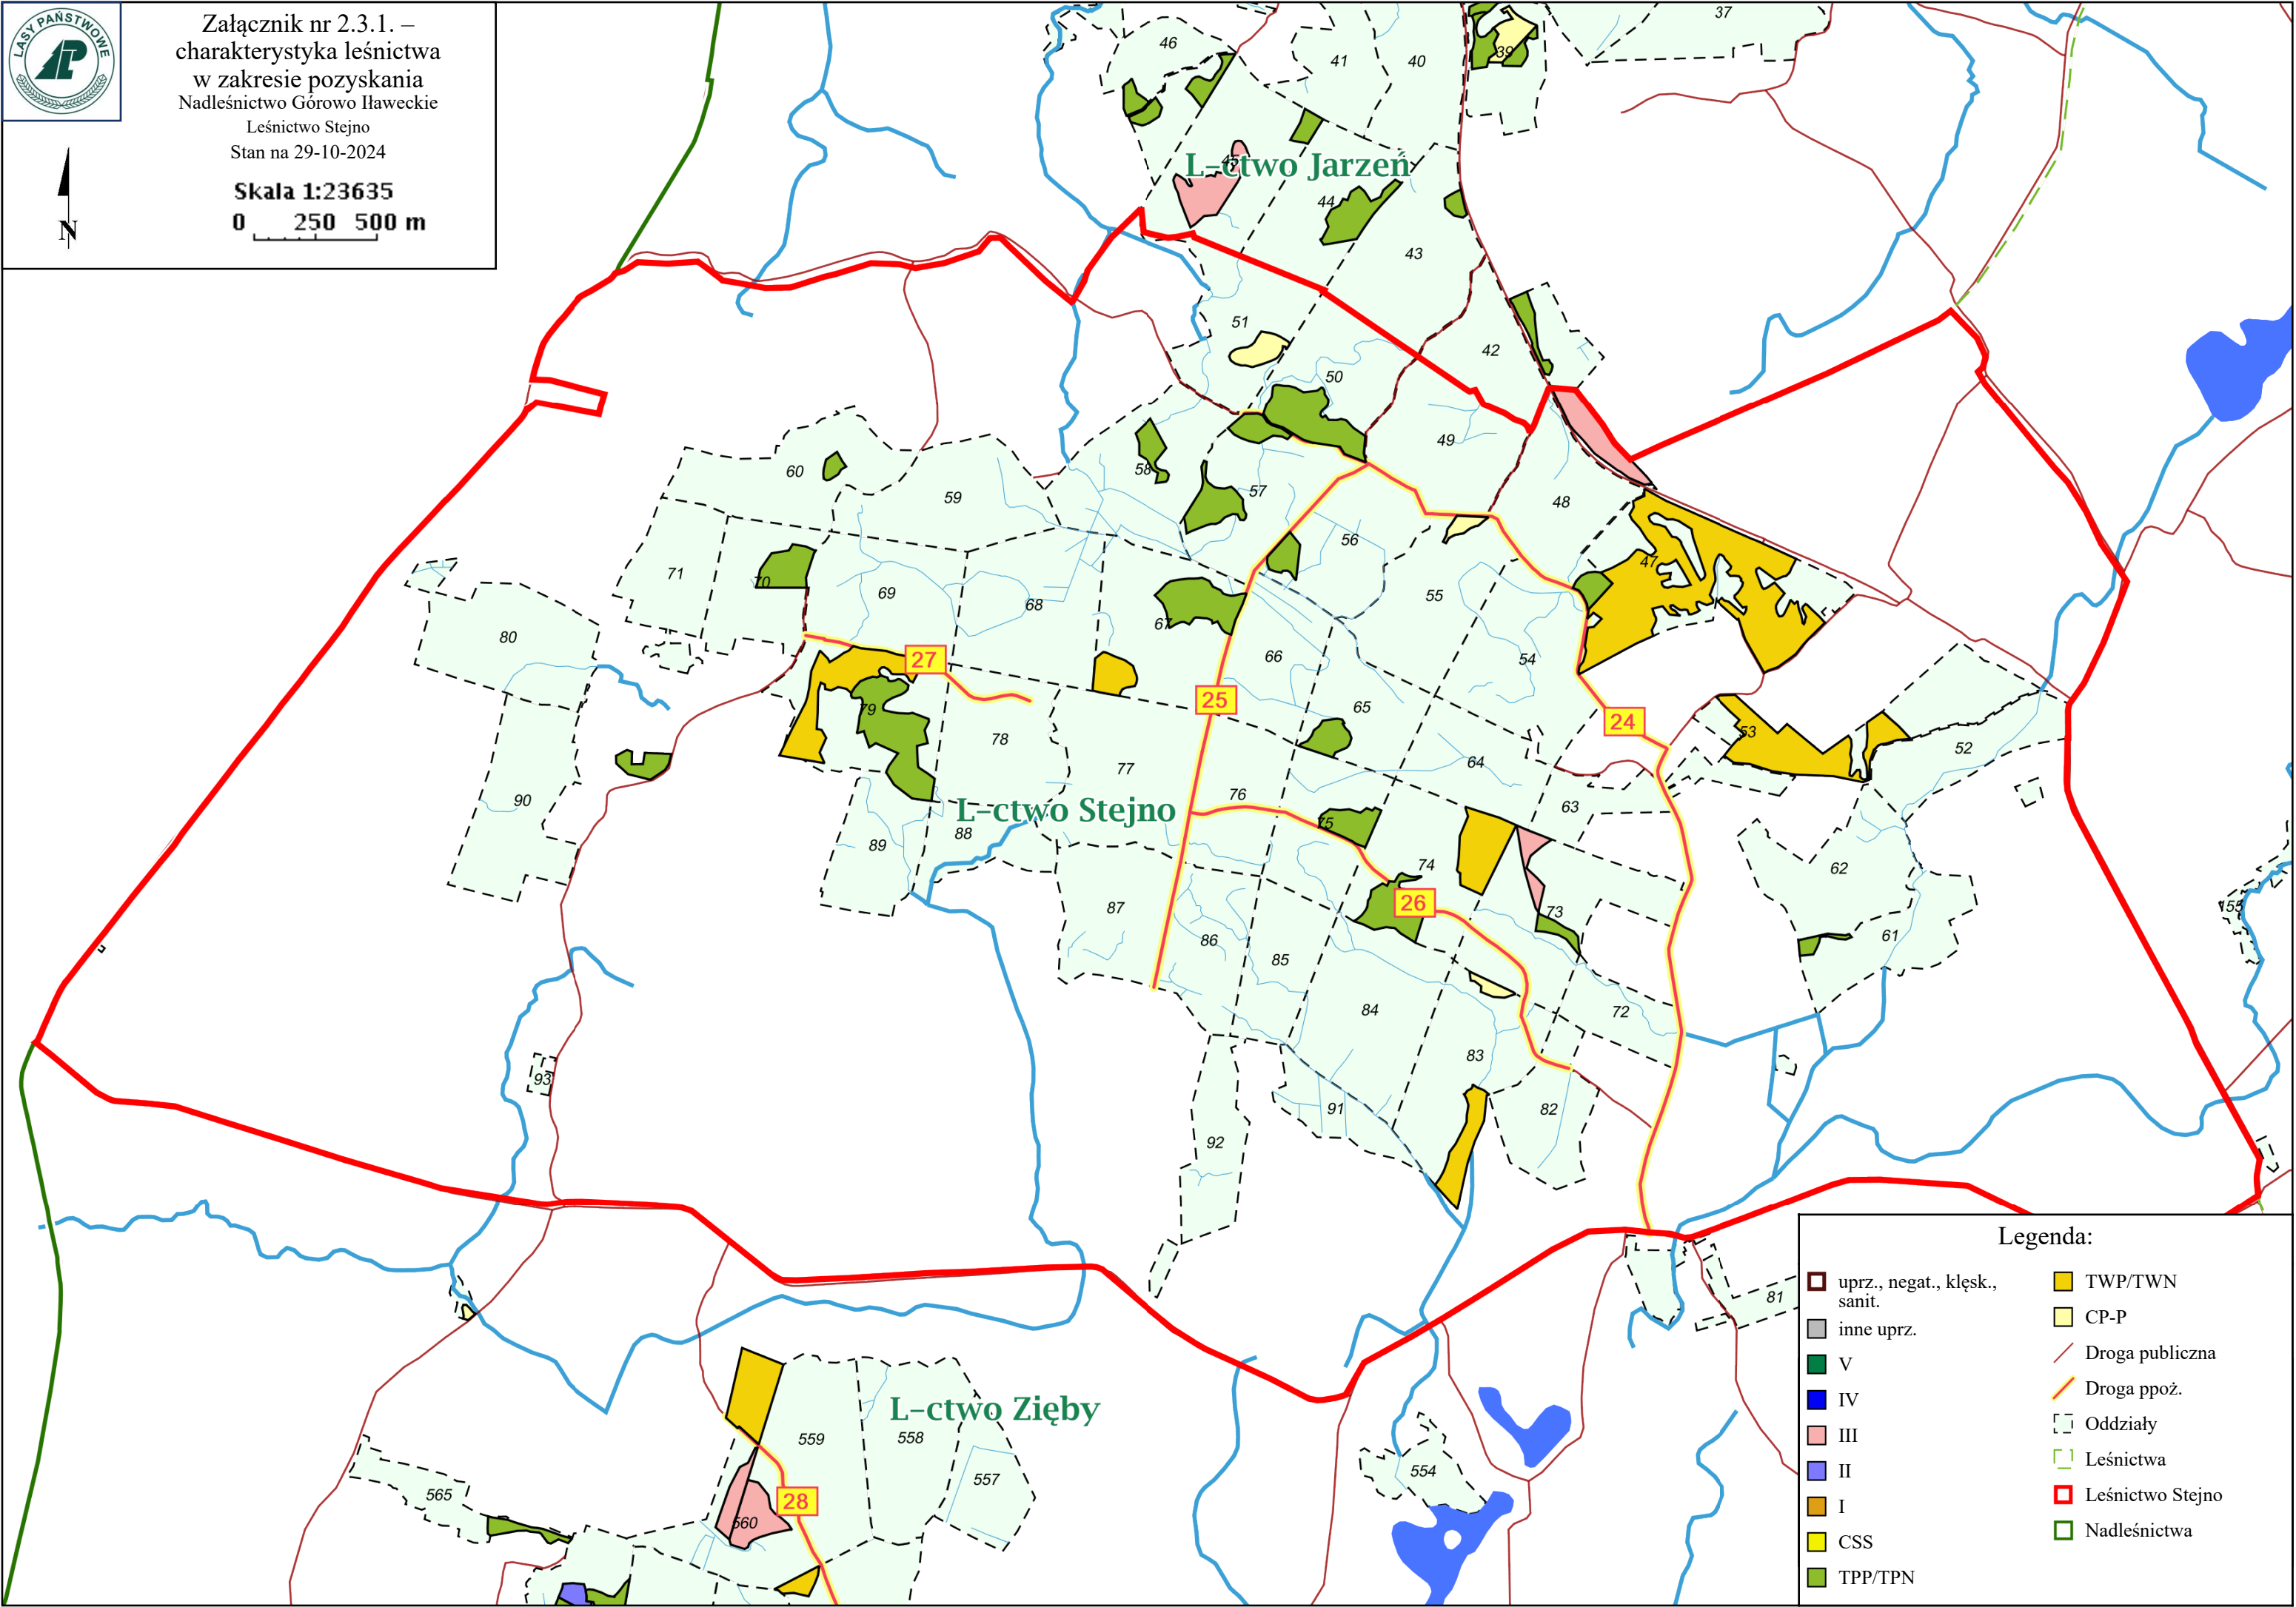 LASY PAŃSTWOWE
LP
Załącznik nr 2.3.1. –
charakterystyka leśnictwa
w zakresie pozyskania
Nadleśnictwo Górowo Iławeckie
Leśnictwo Stejno
Stan na 29-10-2024
Skala 1:23635
0 250 500 m
N
37
46
41
40
39
45
L-ctwo Jarzeń
44
43
51
42
50
49
60
58
59
57
48
56
47
71
70
69
68
55
67
80
54
66
27
25
65
79
24
53
78
52
77
64
90
76
63
L-ctwo Stejno
75
88
89
74
62
26
87
73
155
61
86
85
84
72
83
93
91
82
92
81
L-ctwo Zięby
559
558
554
557
565
28
560
Legenda:
uprz., negat., klęsk.,
sanit.
inne uprz.
V
IV
III
II
I
CSS
TPP/TPN
TWP/TWN
CP-P
Droga publiczna
Droga ppoż.
Oddziały
Leśnictwa
Leśnictwo Stejno
Nadleśnictwa